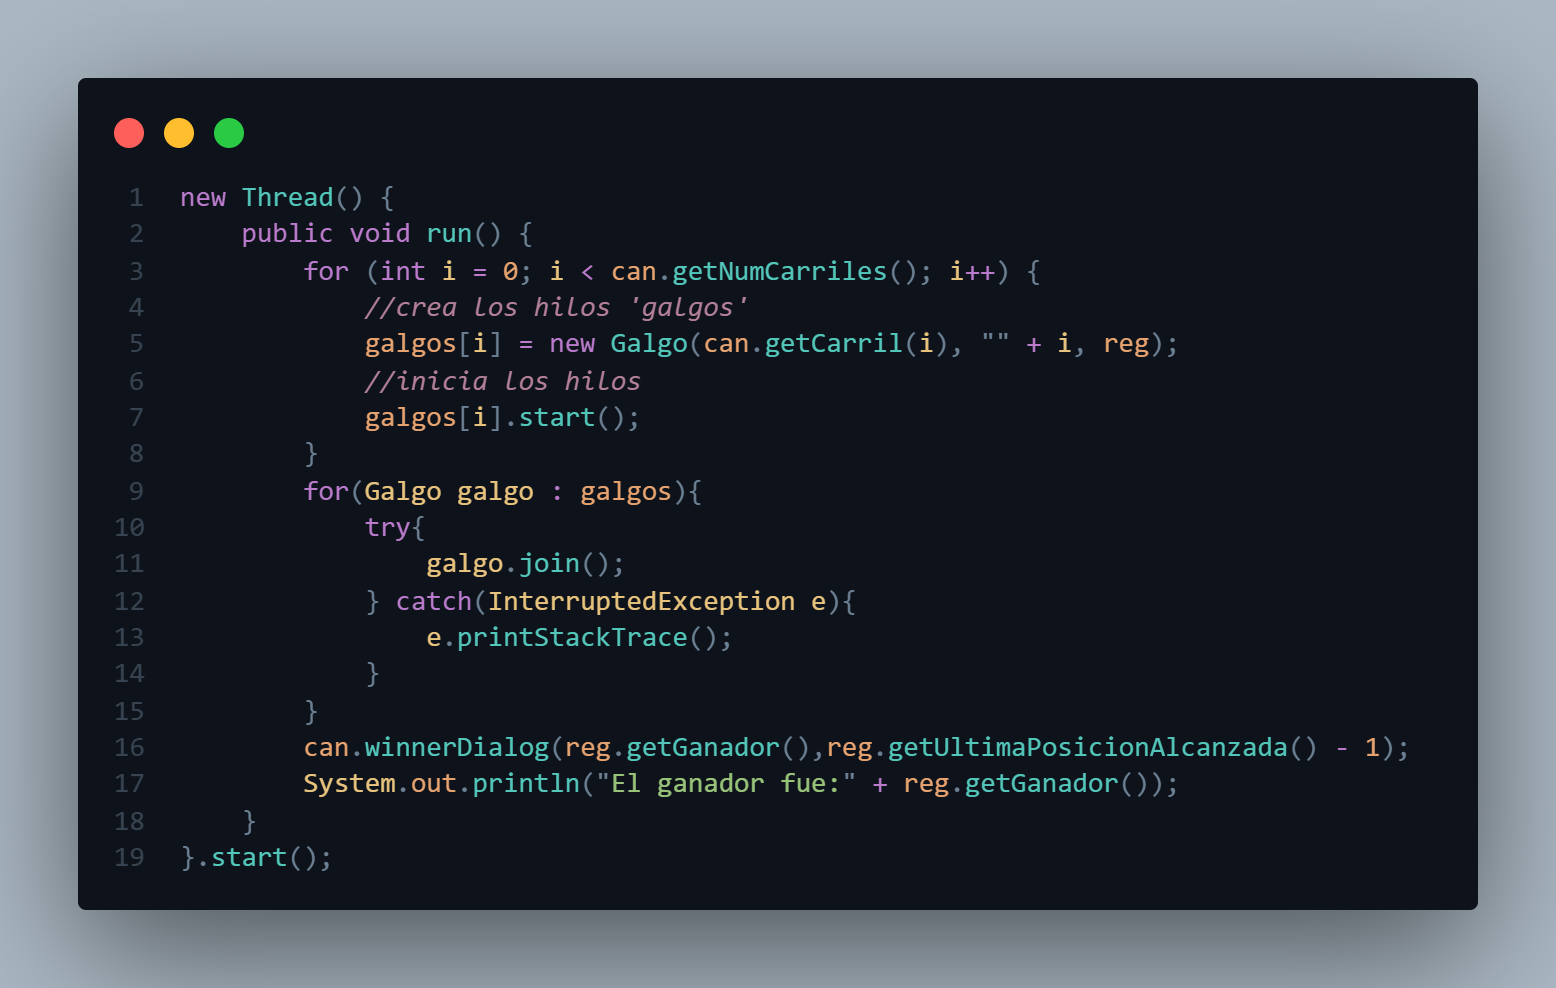 1 new Thread() {
2     public void run() {
3         for (int i = 0; i < can.getNumCarriles(); i++) {
4             //crea los hilos 'galgos'
5             galgos[i] = new Galgo(can.getCarril(i), "" + i, reg);
6             //inicia los hilos
7             galgos[i].start();
8         }
9         for(Galgo galgo : galgos){
10             try{
11                 galgo.join();
12             } catch(InterruptedException e){
13                 e.printStackTrace();
14             }
15         }
16         can.winnerDialog(reg.getGanador(),reg.getUltimaPosicionAlcanzada() - 1);
17         System.out.println("El ganador fue:" + reg.getGanador());
18     }
19 }.start();